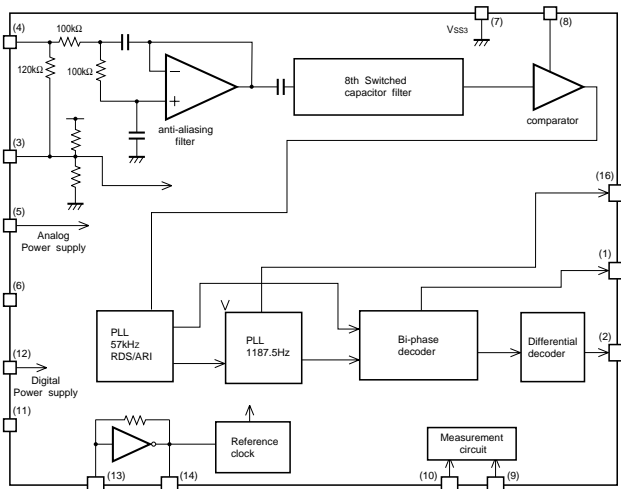 (4)
100kΩ
120kΩ
100kΩ
−
+
anti-aliasing
filter
8th Switched
capacitor filter
VSS3
(7)
(8)
comparator
(3)
(5)
Analog
Power supply
(16)
(1)
(6)
V
PLL
57kHz
RDS/ARI
PLL
1187.5Hz
Bi-phase
decoder
Differential
decoder
(2)
(12)
Digital
Power supply
(11)
Reference
clock
Measurement
circuit
(13)
(14)
(10)
(9)